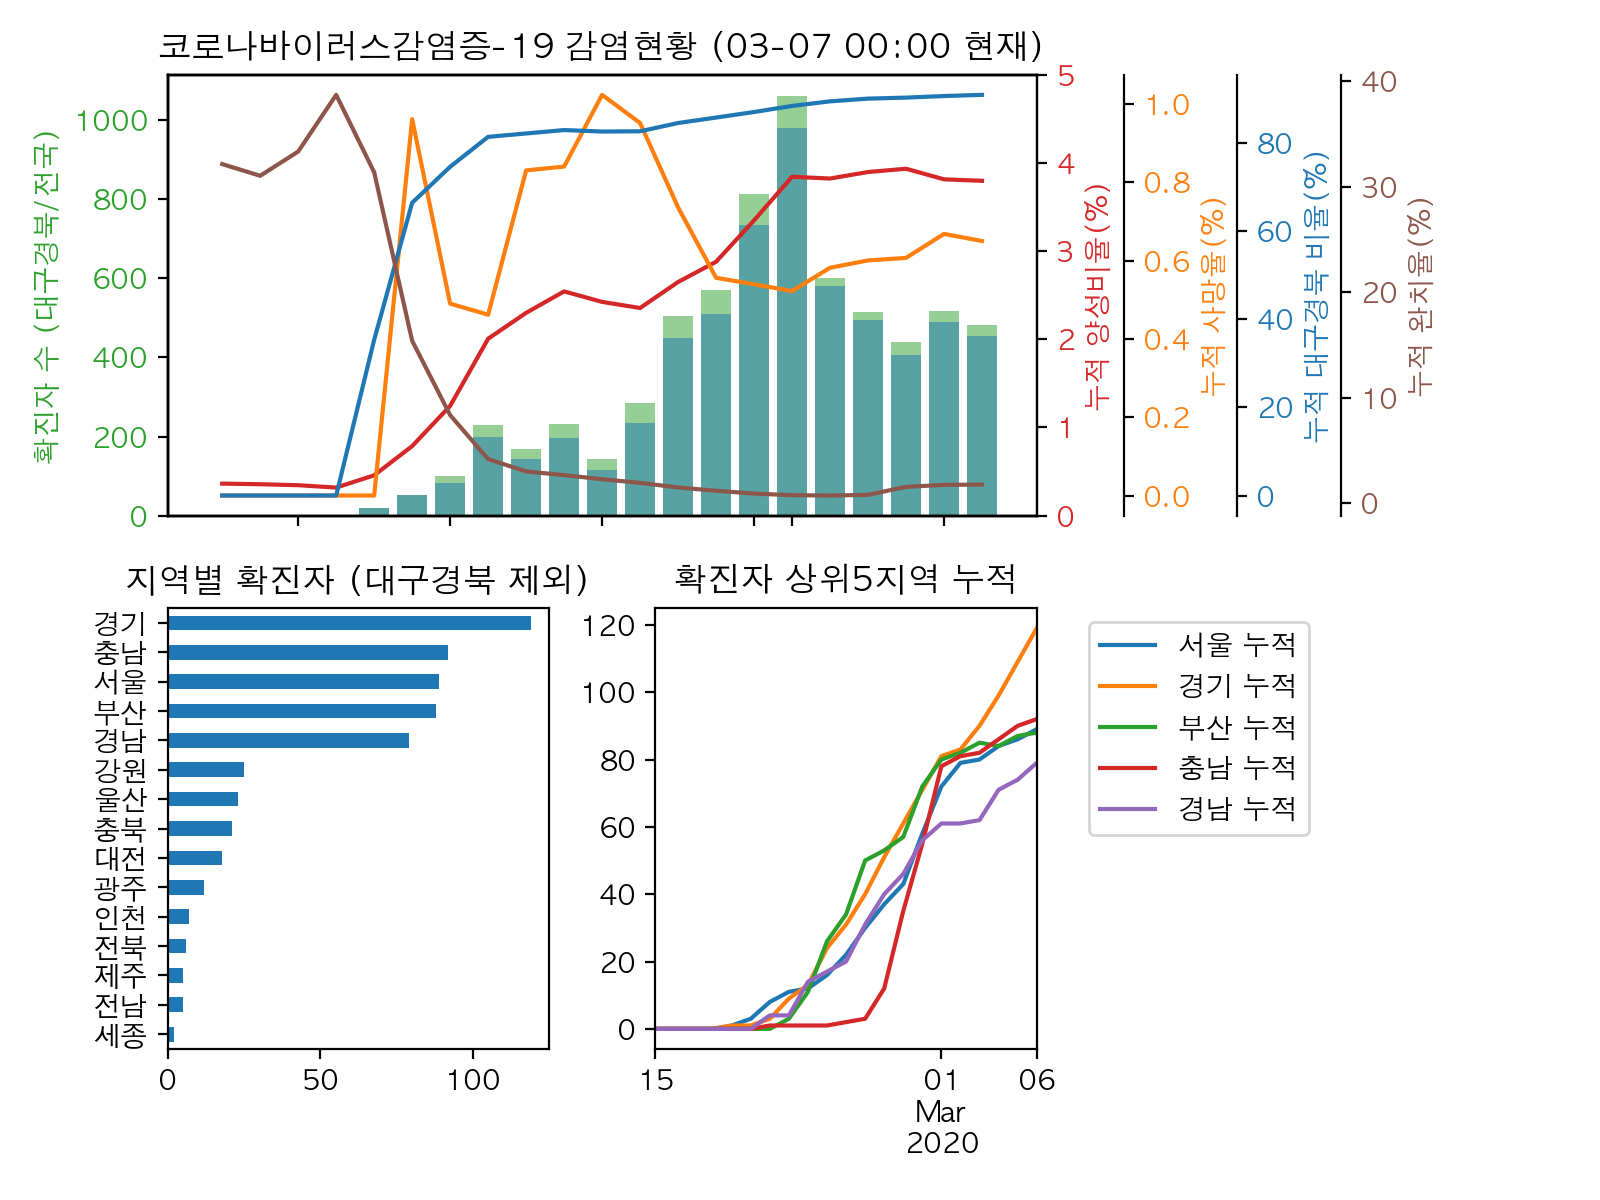 코로나바이러스감염증-19 감염현황 (03-07 00:00 현재)
확진자 수 (대구경북/전국)
1000
800
600
400
200
0
5
4
3
2
1
0
누적 양성비율(%)
1.0
0.8
0.6
0.4
0.2
0.0
누적 사망율(%)
80
60
40
20
0
누적 대구경북 비율(%)
40
30
20
10
0
누적 완치율(%)
지역별 확진자 (대구경북 제외)
경기
충남
서울
부산
경남
강원
울산
충북
대전
광주
인천
전북
제주
전남
세종
0 50 100
확진자 상위5지역 누적
120
100
80
60
40
20
0
15 01 06
Mar
2020
서울 누적
경기 누적
부산 누적
충남 누적
경남 누적